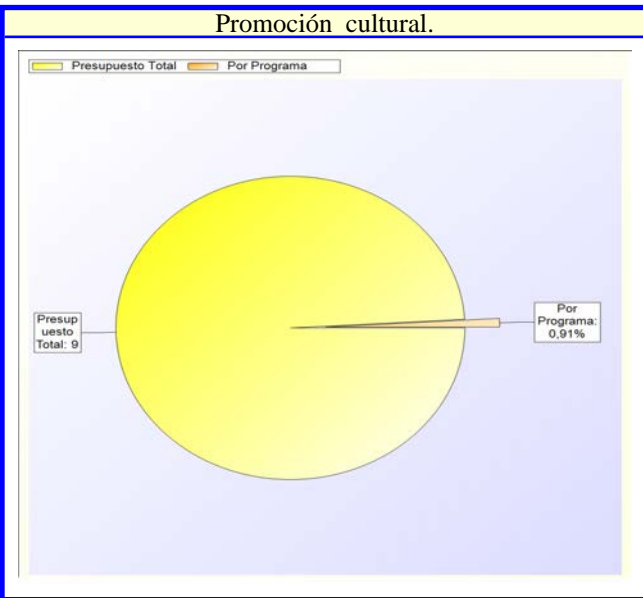 Promoción cultural.
Presupuesto Total
Por Programa
Presup
uesto
Total: 9
Por
Programa:
0,91%